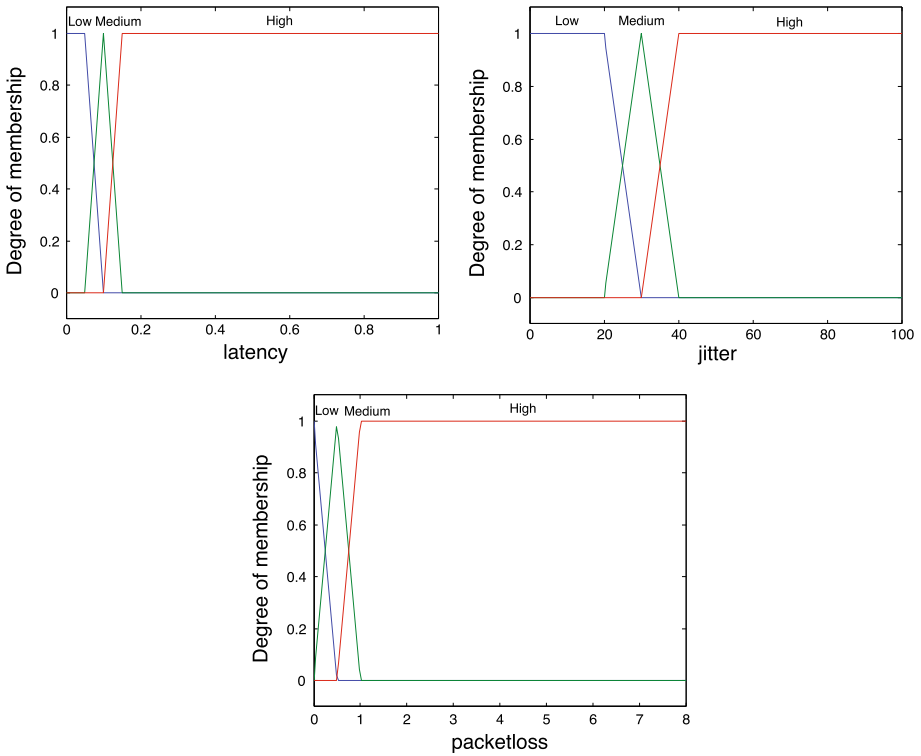 Low Medium High
1
0.8
0.6
0.4
0.2
0
0 0.2 0.4 0.6 0.8 1
Degree of membership
latency
Low Medium High
1
0.8
0.6
0.4
0.2
0
0 20 40 60 80 100
Degree of membership
jitter
Low Medium High
1
0.8
0.6
0.4
0.2
0
0 1 2 3 4 5 6 7 8
Degree of membership
packetloss